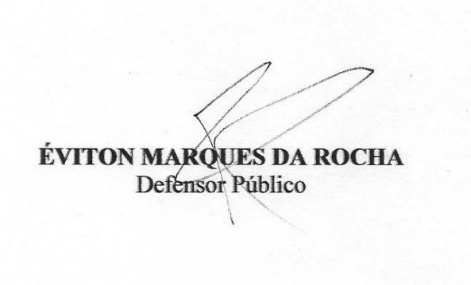 ÉVITON MARQUES DA ROCHA
Defensor Público